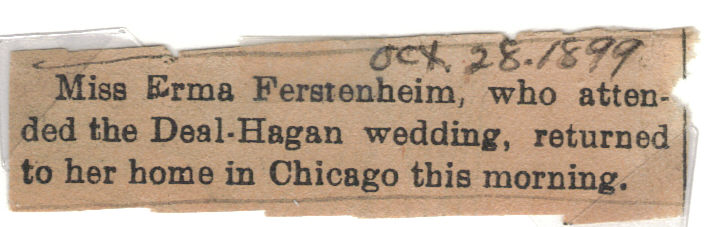 Oct. 28.1899
Miss Erma Ferstenheim, who atten-
ded the Deal-Hagan wedding, returned
to her home in Chicago this morning.